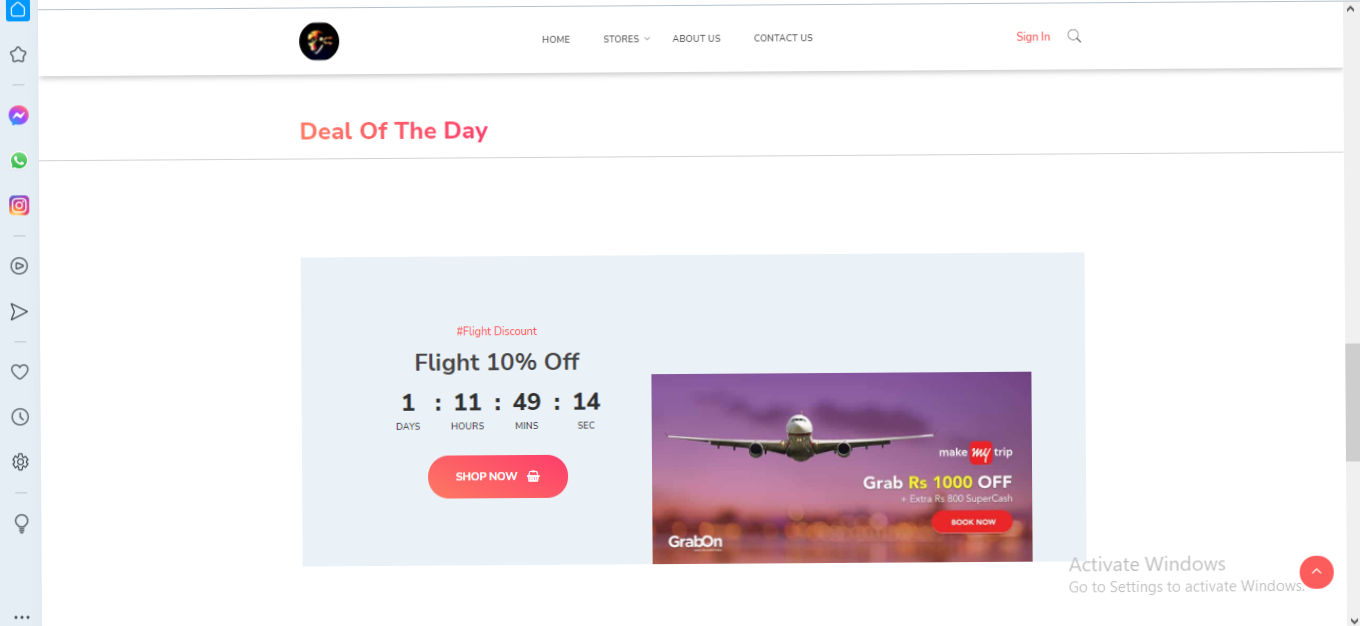 HOME STORES ABOUT US CONTACT US Sign In
Deal Of The Day
#Flight Discount
Flight 10% Off
1 : 11 : 49 : 14
DAYS HOURS MINS SEC
SHOP NOW
make my trip
Grab Rs 1000 OFF
+ Extra Rs 800 SuperCash
BOOK NOW
GrabOn
Activate Windows
Go to Settings to activate Windows.